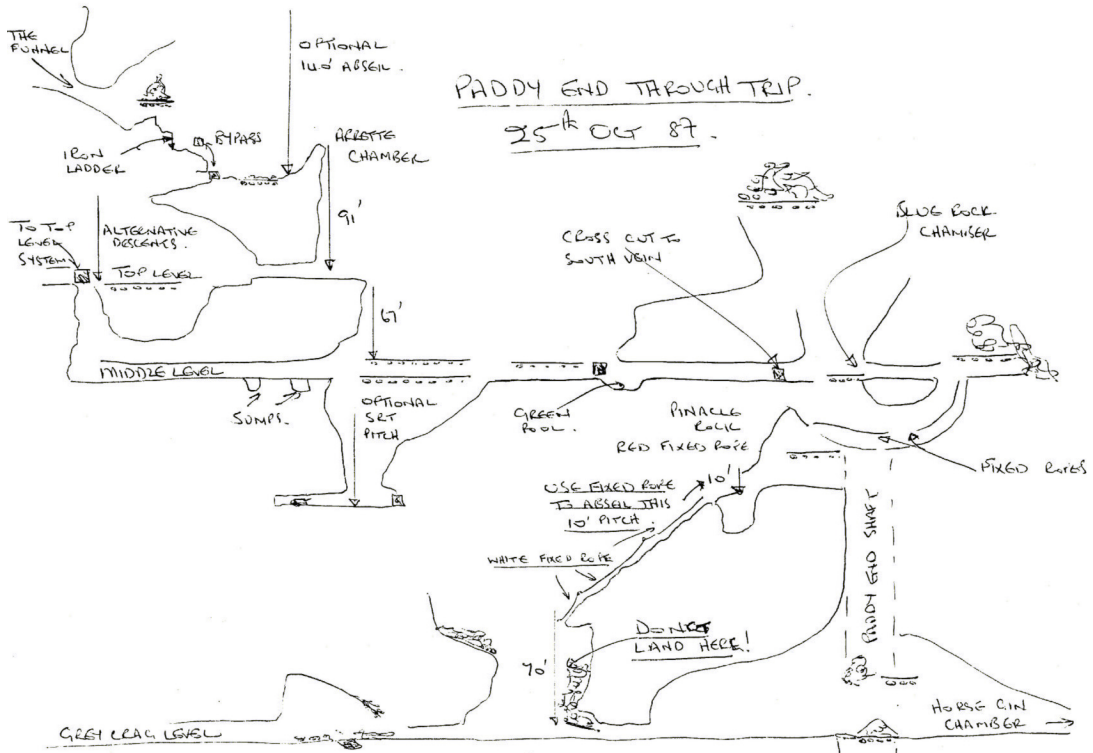 THE
FUNNEL
OPTIONAL
140' ABSEIL.
PADDY END THROUGH TRIP.
25th OCT 87.
IRON
LADDER
BYPASS
ARRETTE
CHAMBER
91'
TO TOP
LEVEL
SYSTEM
ALTERNATIVE
DESCENTS.
TOP LEVEL
CROSS CUT TO
SOUTH VEIN
BLUE ROCK
CHAMBER
67'
MIDDLE LEVEL
SUMPS.
OPTIONAL
SRT
PITCH
GREEN
POOL.
PINACLE
ROCK
RED FIXED ROPE
FIXED ROPES
10'
USE FIXED ROPE
TO ABSEIL THIS
10' PITCH.
WHITE FIXED ROPE
PADDY END SHAFT
DO NOT
LAND HERE!
70'
GREY CRAG LEVEL
HORSE GIN
CHAMBER